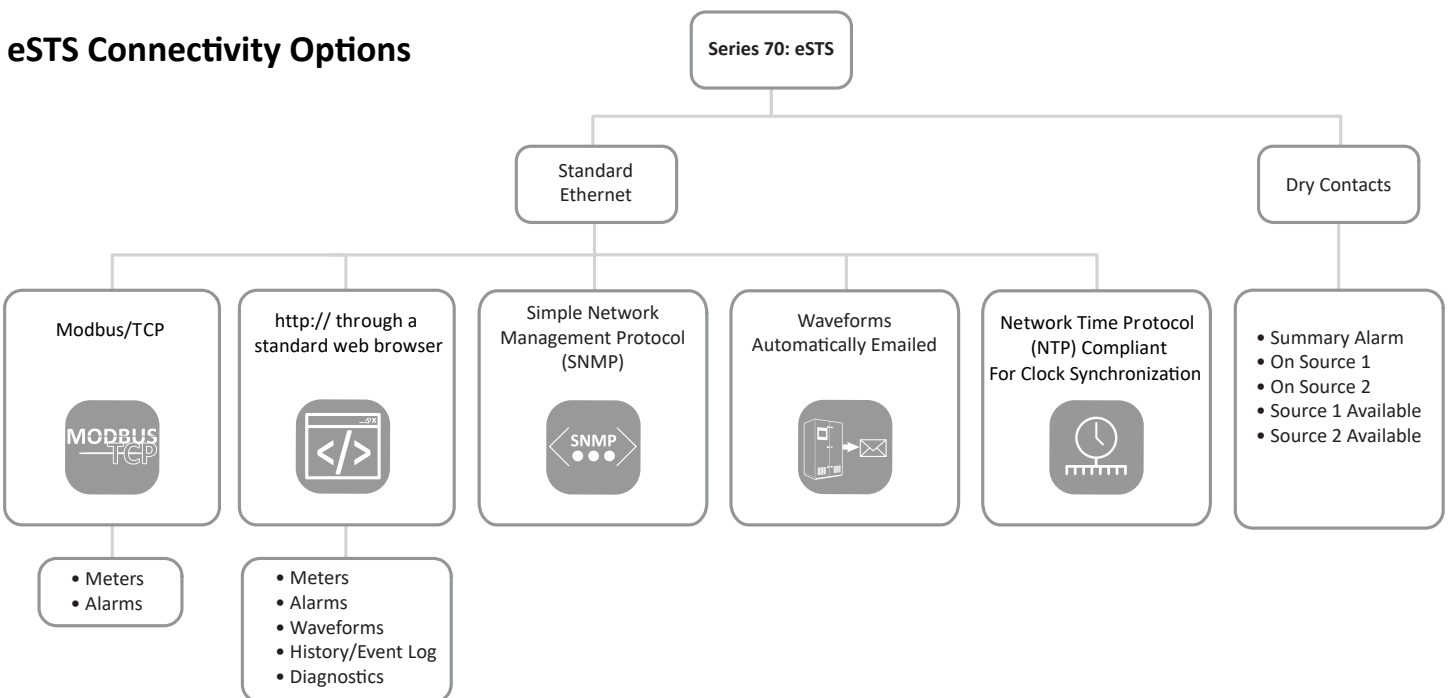 eSTS Connectivity Options
Series 70: eSTS
Standard
Ethernet
Dry Contacts
Modbus/TCP
MODBUS
TCP
http:// through a
standard web browser
</>
Simple Network
Management Protocol
(SNMP)
SNMP
Waveforms
Automatically Emailed
Network Time Protocol
(NTP) Compliant
For Clock Synchronization
• Summary Alarm
• On Source 1
• On Source 2
• Source 1 Available
• Source 2 Available
• Meters
• Alarms
• Meters
• Alarms
• Waveforms
• History/Event Log
• Diagnostics